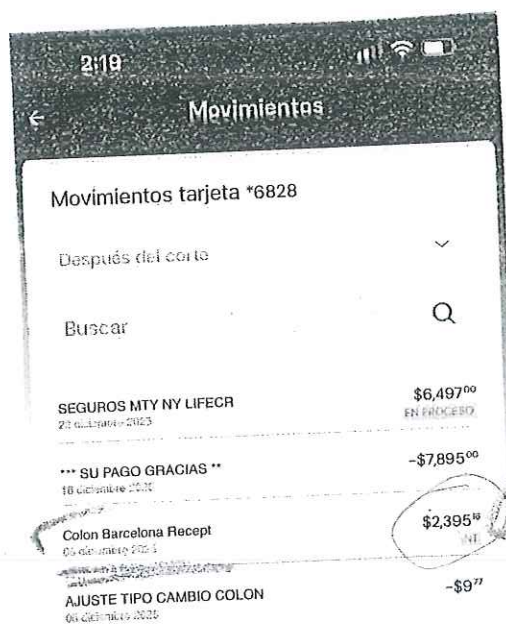 2:19
Movimientos
Movimientos tarjeta *6828
Después del corte
Buscar
SEGUROS MTY NY LIFECR
$6,497⁰⁰
EN PROCESO
*** SU PAGO GRACIAS **
-$7,895⁰⁰
Colon Barcelona Recept
$2,395
AJUSTE TIPO CAMBIO COLON
-$9⁷⁷